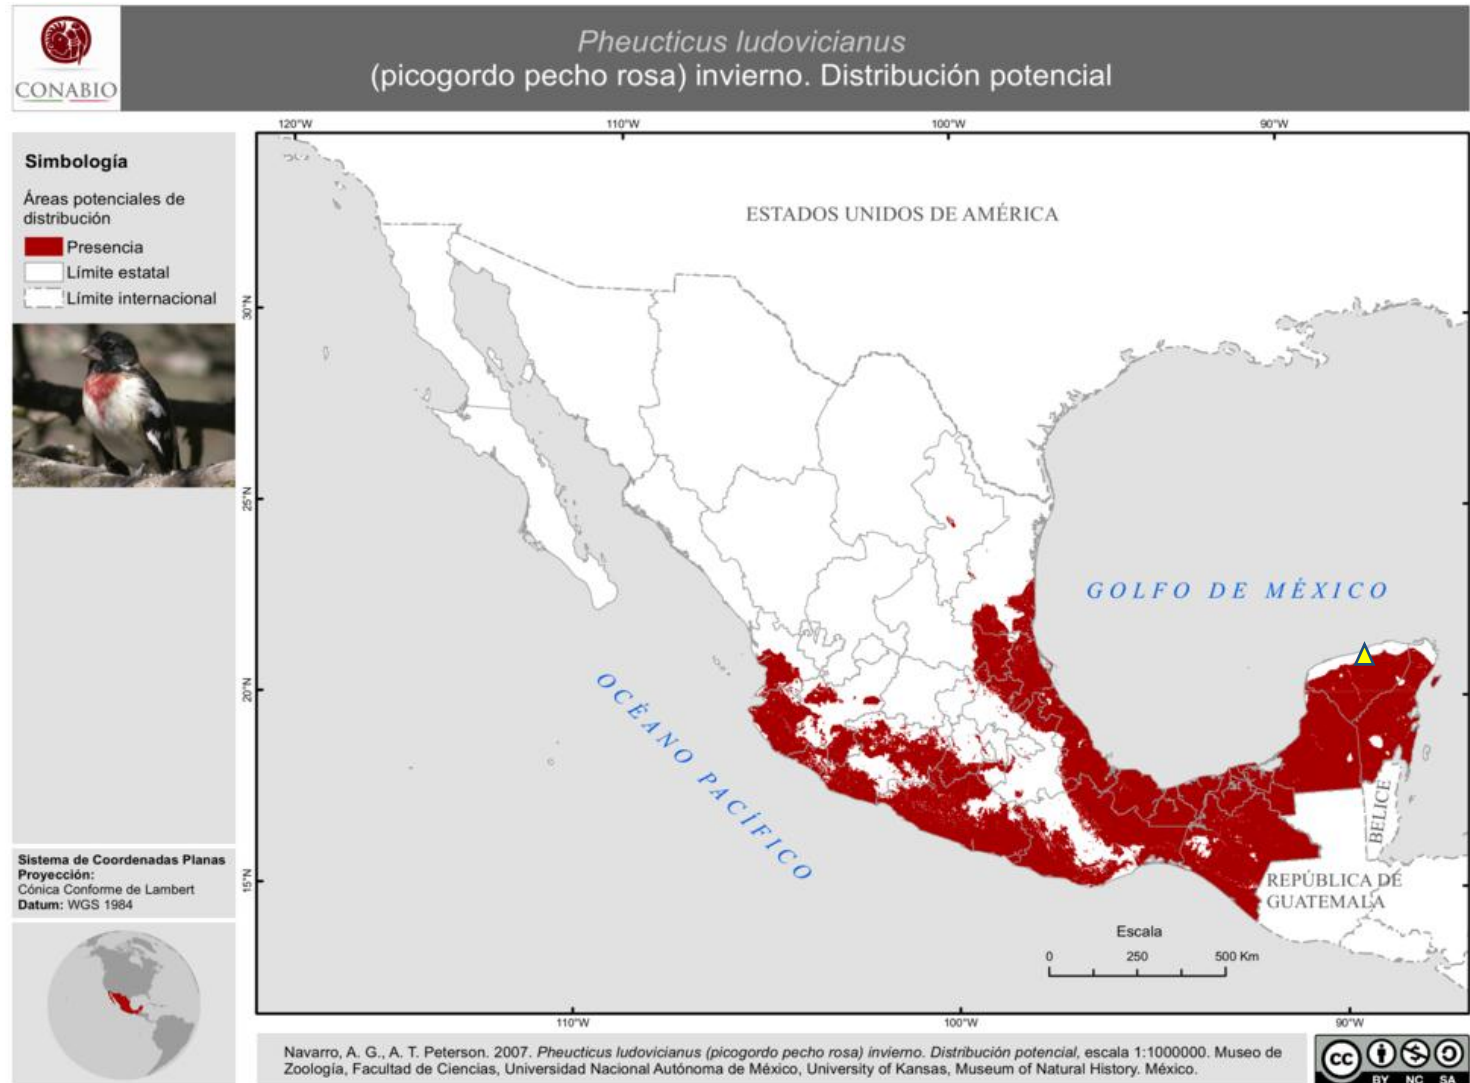 CONABIO
Pheucticus ludovicianus
(picogordo pecho rosa) invierno. Distribución potencial
Simbología
Áreas potenciales de
distribución
Presencia
Límite estatal
Límite internacional
120°W
110°W
100°W
90°W
30°N
25°N
20°N
15°N
ESTADOS UNIDOS DE AMÉRICA
GOLFO DE MÉXICO
OCÉANO PACÍFICO
BELICE
REPÚBLICA DE
GUATEMALA
Escala
0 250 500 Km
110°W
100°W
90°W
Sistema de Coordenadas Planas
Proyección:
Cónica Conforme de Lambert
Datum: WGS 1984
Navarro, A. G., A. T. Peterson. 2007. Pheucticus ludovicianus (picogordo pecho rosa) invierno. Distribución potencial, escala 1:1000000. Museo de
Zoología, Facultad de Ciencias, Universidad Nacional Autónoma de México, University of Kansas, Museum of Natural History. México.
cc
BY NC SA